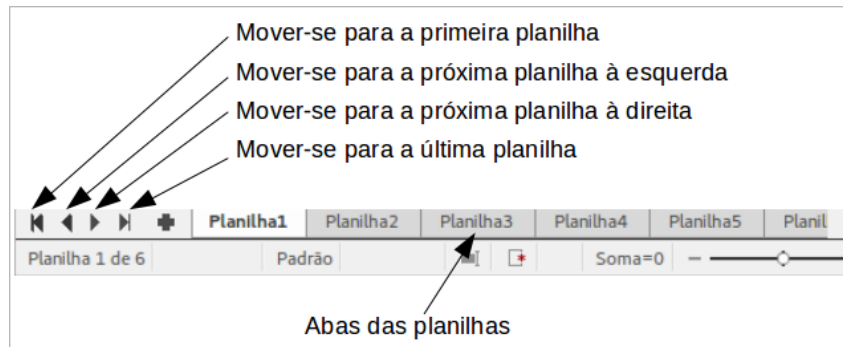 Mover-se para a primeira planilha
Mover-se para a próxima planilha à esquerda
Mover-se para a próxima planilha à direita
Mover-se para a última planilha
Planilha1 Planilha2 Planilha3 Planilha4 Planilha5 Planil
Planilha 1 de 6 Padrão Soma=0
Abas das planilhas